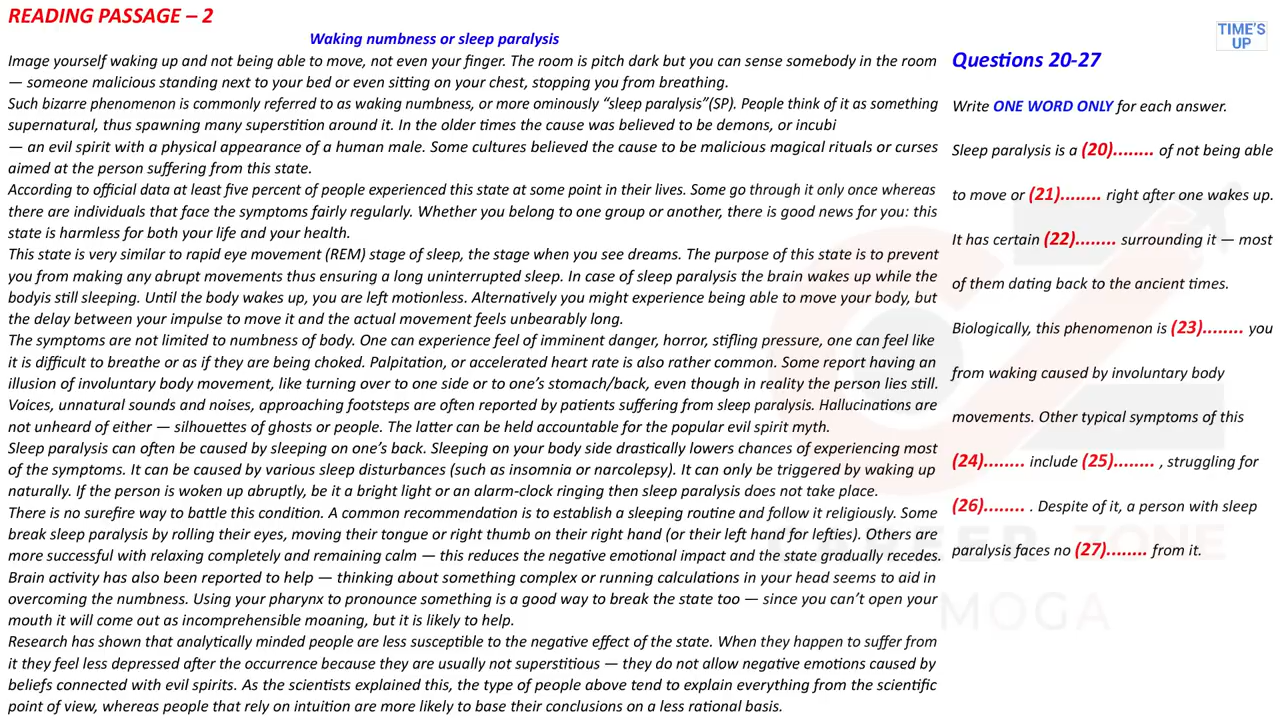 READING PASSAGE – 2
Waking numbness or sleep paralysis
Image yourself waking up and not being able to move, not even your finger. The room is pitch dark but you can sense somebody in the room
— someone malicious standing next to your bed or even sitting on your chest, stopping you from breathing.
Such bizarre phenomenon is commonly referred to as waking numbness, or more ominously “sleep paralysis”(SP). People think of it as something
supernatural, thus spawning many superstition around it. In the older times the cause was believed to be demons, or incubi
— an evil spirit with a physical appearance of a human male. Some cultures believed the cause to be malicious magical rituals or curses
aimed at the person suffering from this state.
According to official data at least five percent of people experienced this state at some point in their lives. Some go through it only once whereas
there are individuals that face the symptoms fairly regularly. Whether you belong to one group or another, there is good news for you: this
state is harmless for both your life and your health.
This state is very similar to rapid eye movement (REM) stage of sleep, the stage when you see dreams. The purpose of this state is to prevent
you from making any abrupt movements thus ensuring a long uninterrupted sleep. In case of sleep paralysis the brain wakes up while the
bodyis still sleeping. Until the body wakes up, you are left motionless. Alternatively you might experience being able to move your body, but
the delay between your impulse to move it and the actual movement feels unbearably long.
The symptoms are not limited to numbness of body. One can experience feel of imminent danger, horror, stifling pressure, one can feel like
it is difficult to breathe or as if they are being choked. Palpitation, or accelerated heart rate is also rather common. Some report having an
illusion of involuntary body movement, like turning over to one side or to one’s stomach/back, even though in reality the person lies still.
Voices, unnatural sounds and noises, approaching footsteps are often reported by patients suffering from sleep paralysis. Hallucinations are
not unheard of either — silhouettes of ghosts or people. The latter can be held accountable for the popular evil spirit myth.
Sleep paralysis can often be caused by sleeping on one’s back. Sleeping on your body side drastically lowers chances of experiencing most
of the symptoms. It can be caused by various sleep disturbances (such as insomnia or narcolepsy). It can only be triggered by waking up
naturally. If the person is woken up abruptly, be it a bright light or an alarm-clock ringing then sleep paralysis does not take place.
There is no surefire way to battle this condition. A common recommendation is to establish a sleeping routine and follow it religiously. Some
break sleep paralysis by rolling their eyes, moving their tongue or right thumb on their right hand (or their left hand for lefties). Others are
more successful with relaxing completely and remaining calm — this reduces the negative emotional impact and the state gradually recedes.
Brain activity has also been reported to help — thinking about something complex or running calculations in your head seems to aid in
overcoming the numbness. Using your pharynx to pronounce something is a good way to break the state too — since you can’t open your
mouth it will come out as incomprehensible moaning, but it is likely to help.
Research has shown that analytically minded people are less susceptible to the negative effect of the state. When they happen to suffer from
it they feel less depressed after the occurrence because they are usually not superstitious — they do not allow negative emotions caused by
beliefs connected with evil spirits. As the scientists explained this, the type of people above tend to explain everything from the scientific
point of view, whereas people that rely on intuition are more likely to base their conclusions on a less rational basis.
TIME’S
UP
Questions 20-27
Write ONE WORD ONLY for each answer.
Sleep paralysis is a (20)........ of not being able
to move or (21)........ right after one wakes up.
It has certain (22)........ surrounding it — most
of them dating back to the ancient times.
Biologically, this phenomenon is (23)........ you
from waking caused by involuntary body
movements. Other typical symptoms of this
(24)........ include (25)........ , struggling for
(26)........ . Despite of it, a person with sleep
paralysis faces no (27)........ from it.
ZONE
MOGA